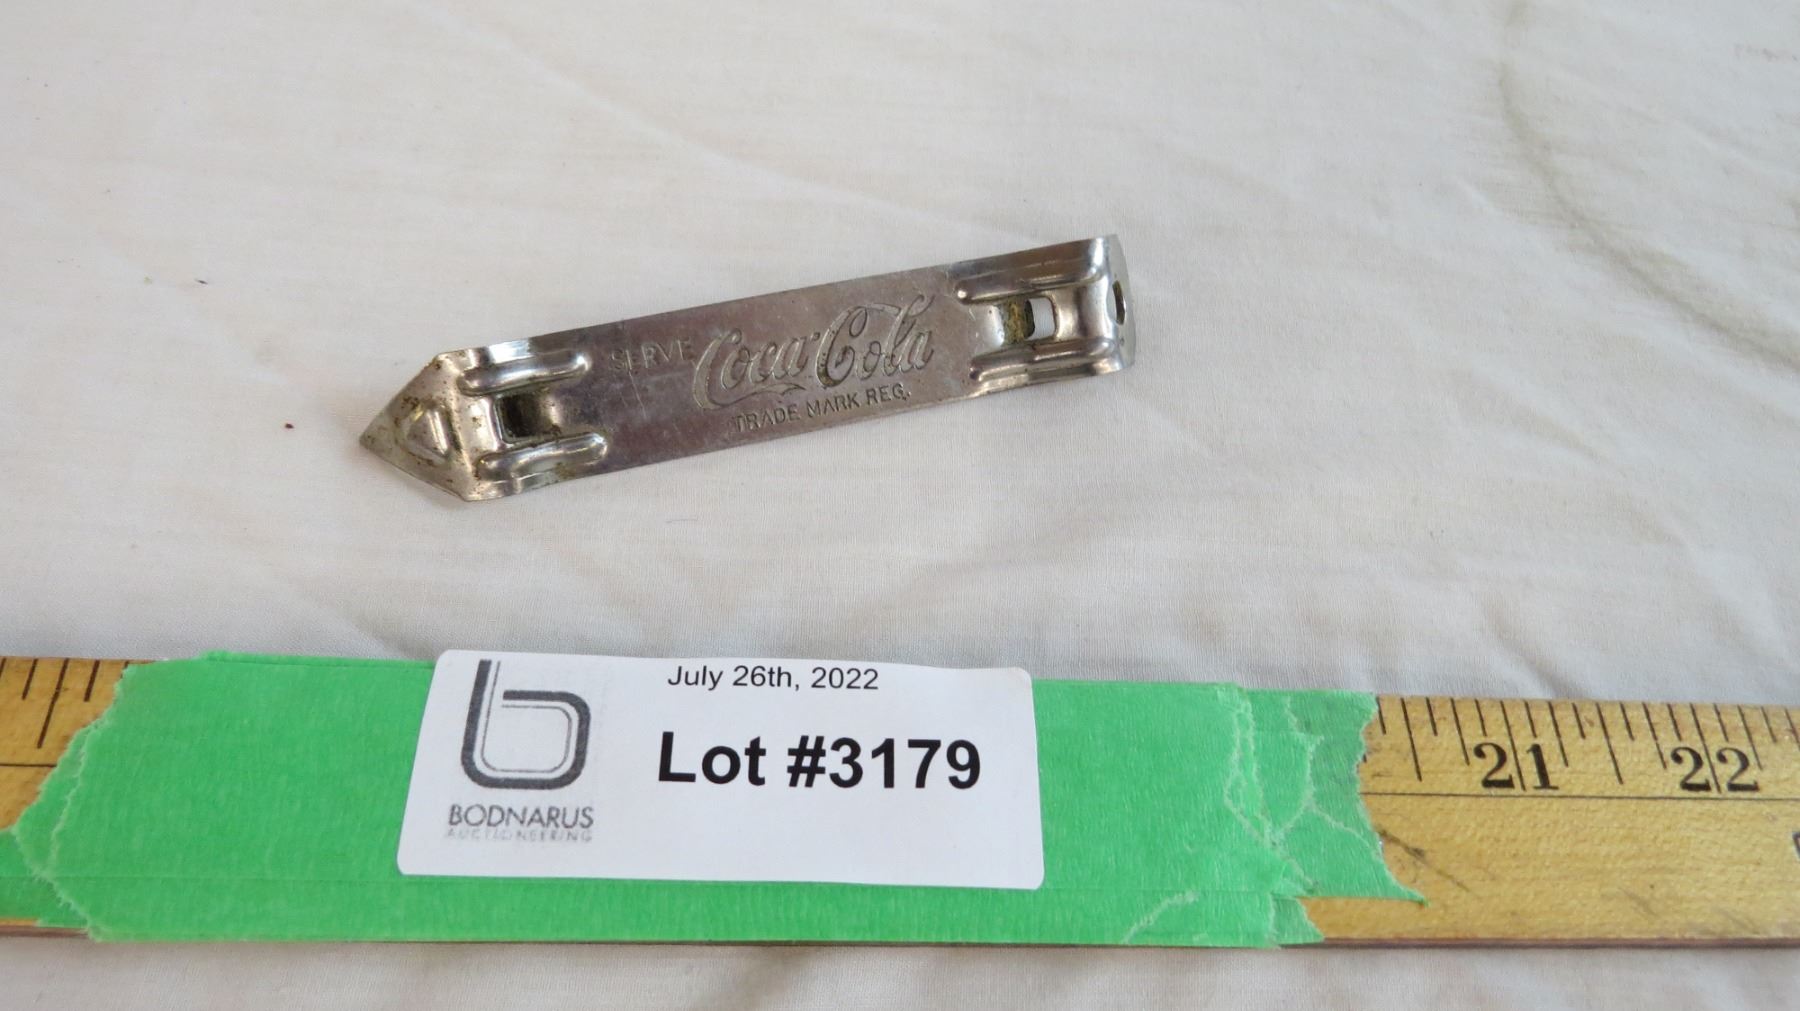 SERVE Coca-Cola
TRADE MARK REG.
July 26th, 2022
Lot #3179
BODNARUS
AUCTIONEERING
21 22